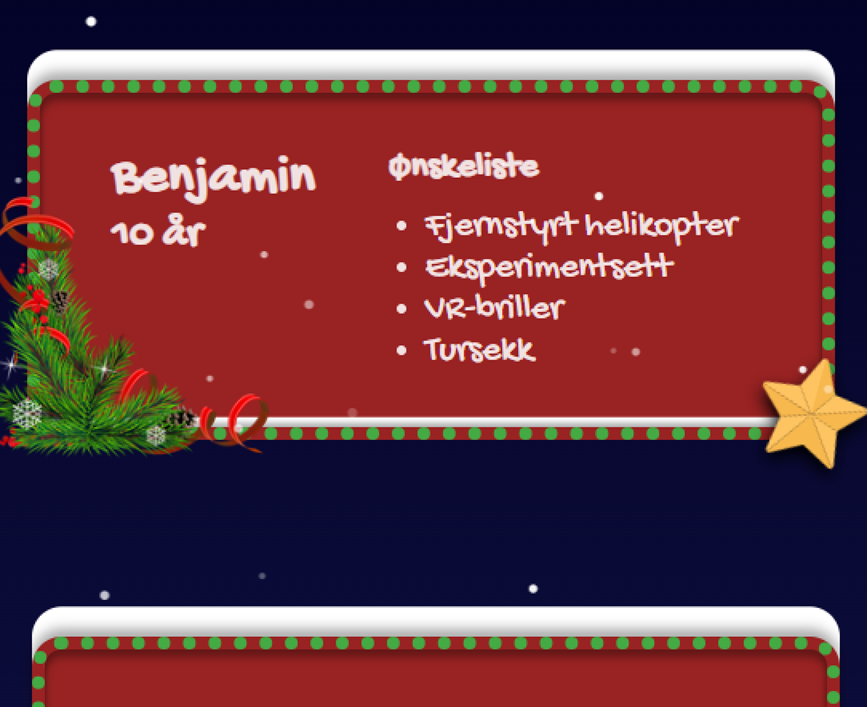 Benjamin
10 år
Ønskeliste
Fjernstyrt helikopter
Eksperimentsett
VR-briller
Tursekk